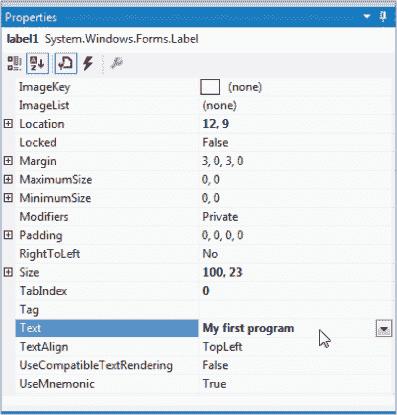 Properties
label1 System.Windows.Forms.Label
ImageKey (none)
ImageList (none)
Location 12, 9
Locked False
Margin 3, 0, 3, 0
MaximumSize 0, 0
MinimumSize 0, 0
Modifiers Private
Padding 0, 0, 0, 0
RightToLeft No
Size 100, 23
TabIndex 0
Tag
Text My first program
TextAlign TopLeft
UseCompatibleTextRendering False
UseMnemonic True